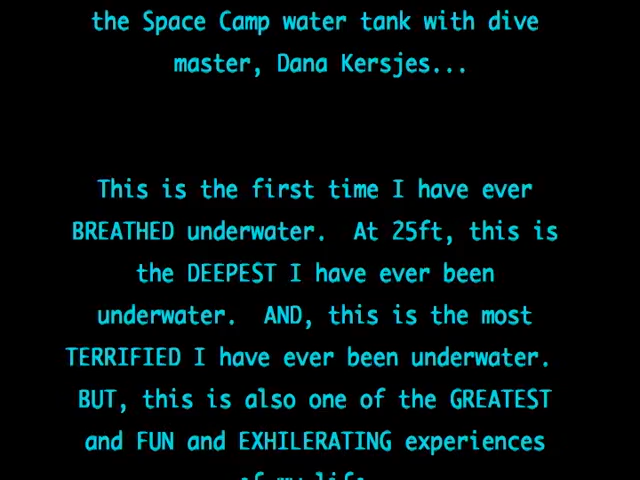 the Space Camp water tank with dive
master, Dana Kersjes...
This is the first time I have ever
BREATHED underwater.  At 25ft, this is
the DEEPEST I have ever been
underwater.  AND, this is the most
TERRIFIED I have ever been underwater.
BUT, this is also one of the GREATEST
and FUN and EXHILERATING experiences
of my life